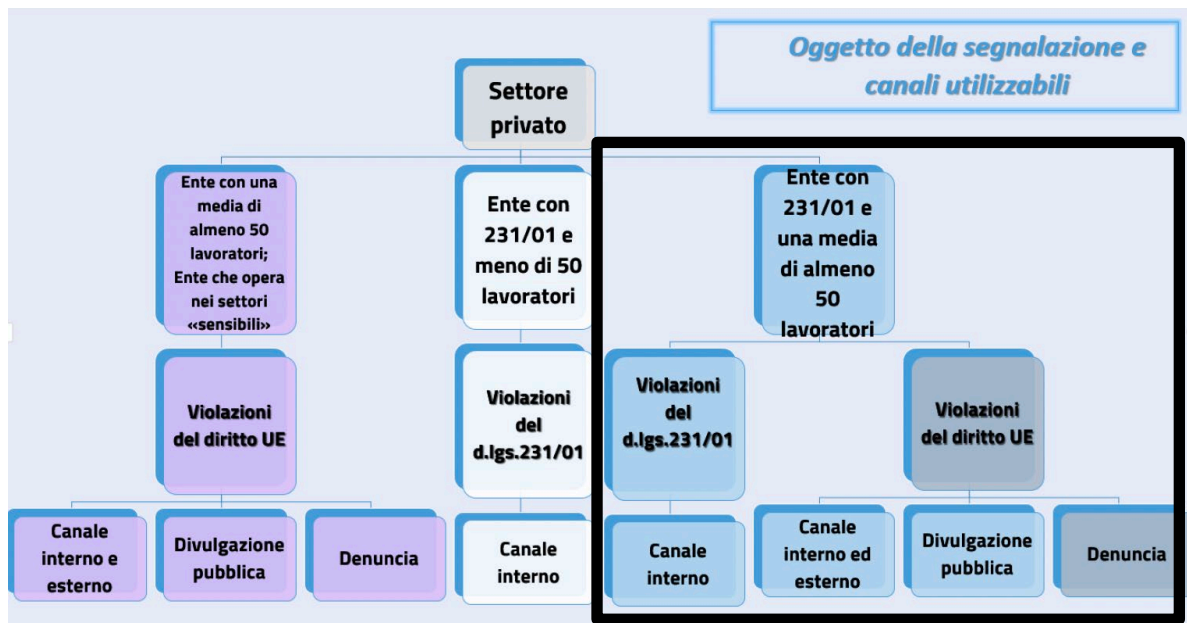 Oggetto della segnalazione e
canali utilizzabili
Settore
privato
Ente con una
media di
almeno 50
lavoratori;
Ente che opera
nei settori
«sensibili»
Ente con
231/01 e
meno di 50
lavoratori
Ente con
231/01 e
una media
di almeno
50
lavoratori
Violazioni
del diritto UE
Violazioni
del
d.lgs.231/01
Violazioni
del
d.lgs.231/01
Violazioni
del diritto UE
Canale
interno e
esterno
Divulgazione
pubblica
Denuncia
Canale
interno
Canale
interno
Canale
interno ed
esterno
Divulgazione
pubblica
Denuncia